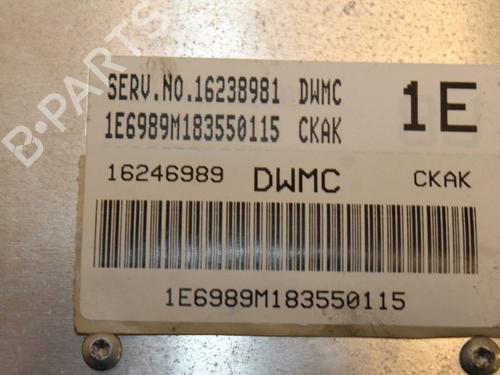 SERV.NO.16238981 DWMC
1E
1E6989M183550115 CKAK
16246989 DWMC CKAK
1E6989M183550115
B-PARTS